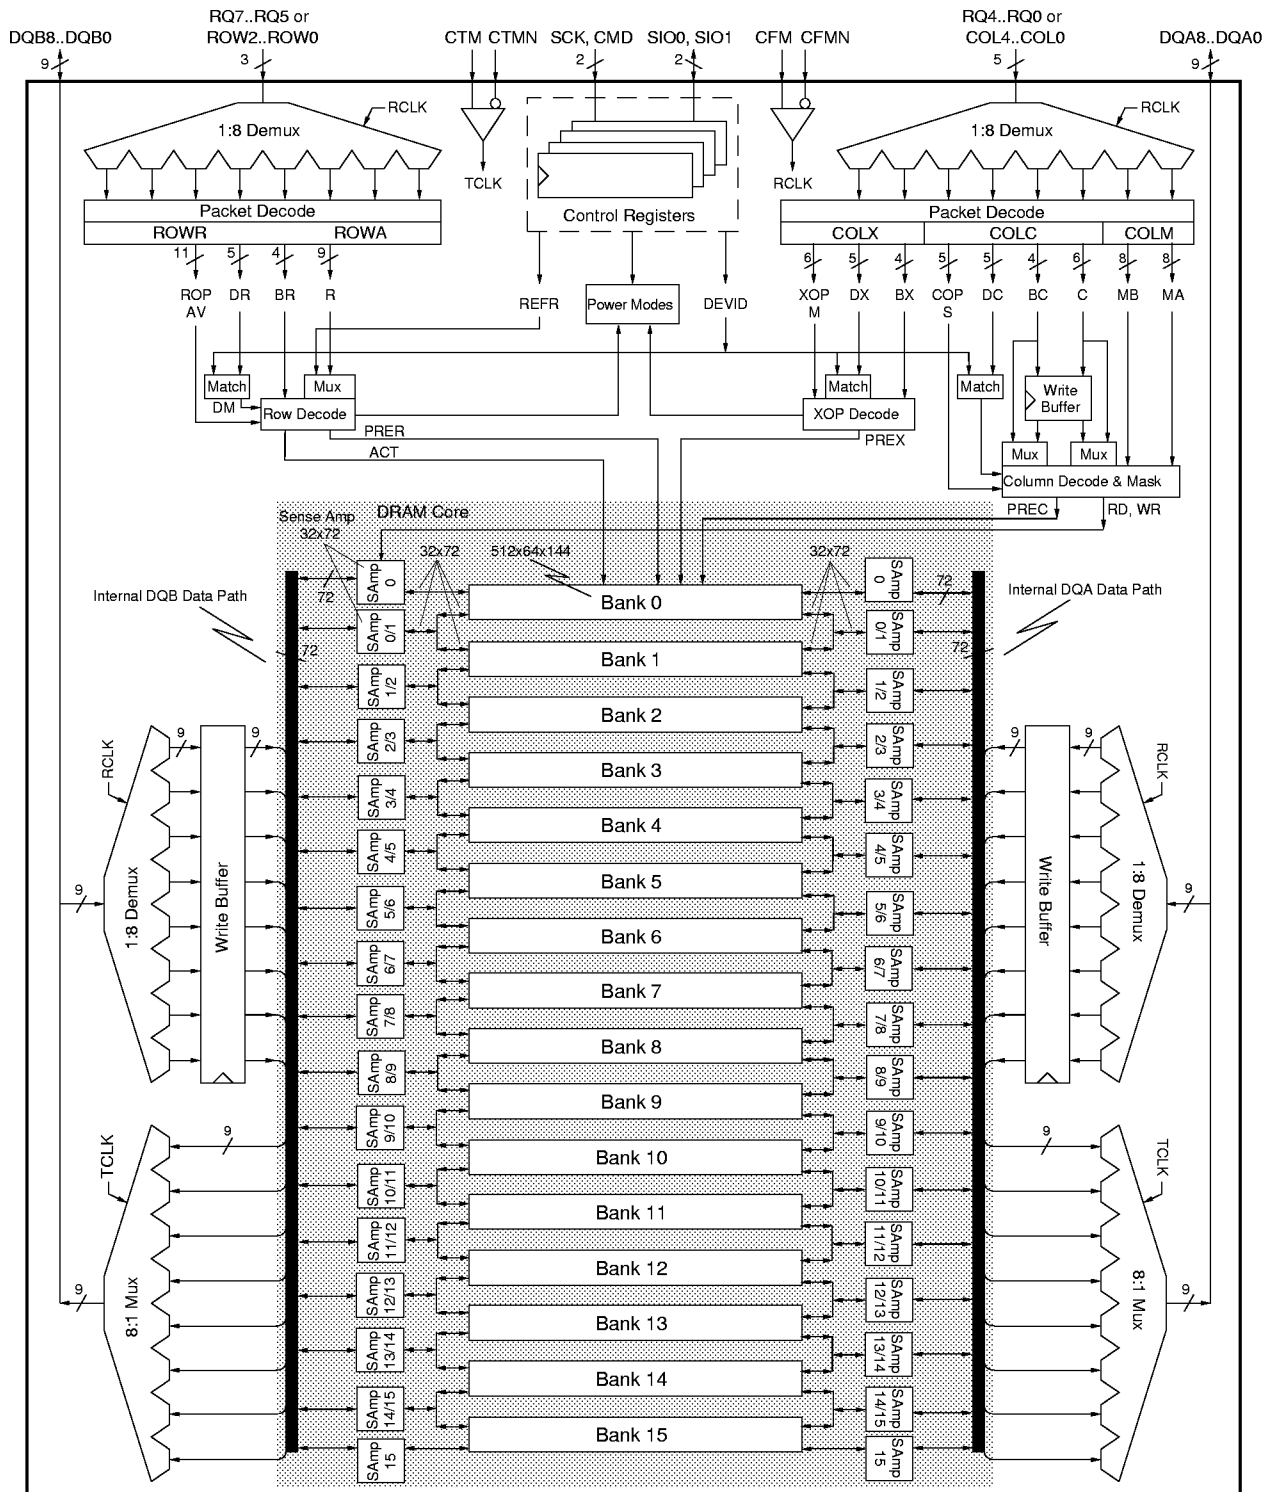 RQ7..RQ5 or
RQ4..RQ0 or
DQB8..DQB0
ROW2..ROW0
CTM CTMN
SCK, CMD
SIO0, SIO1
CFM CFMN
COL4..COL0
DQA8..DQA0
9
3
2
2
5
9
RCLK
1:8 Demux
RCLK
1:8 Demux
TCLK
RCLK
Control Registers
Packet Decode
ROWR
ROWA
Packet Decode
COLX
COLC
COLM
11
5
4
9
6
5
4
5
5
4
6
8
8
ROP
AV
DR
BR
R
REFR
Power Modes
DEVID
XOP
M
DX
BX
COP
S
DC
BC
C
MB
MA
Match
Mux
Match
Match
Write
Buffer
DM
Row Decode
XOP Decode
PRER
PREX
ACT
Mux
Mux
Column Decode & Mask
PREC
RD, WR
Sense Amp
32x72
DRAM Core
32x72
512x64x144
32x72
Internal DQB Data Path
Internal DQA Data Path
72
72
72
72
SAmp
0
Bank 0
SAmp
0
SAmp
0/1
SAmp
0/1
Bank 1
SAmp
1/2
SAmp
1/2
Bank 2
SAmp
2/3
SAmp
2/3
Bank 3
SAmp
3/4
SAmp
3/4
Bank 4
SAmp
4/5
SAmp
4/5
Bank 5
SAmp
5/6
SAmp
5/6
Bank 6
SAmp
6/7
SAmp
6/7
Bank 7
SAmp
7/8
SAmp
7/8
Bank 8
SAmp
8/9
SAmp
8/9
Bank 9
SAmp
9/10
SAmp
9/10
Bank 10
SAmp
10/11
SAmp
10/11
Bank 11
SAmp
11/12
SAmp
11/12
Bank 12
SAmp
12/13
SAmp
12/13
Bank 13
SAmp
13/14
SAmp
13/14
Bank 14
SAmp
14/15
SAmp
14/15
Bank 15
SAmp
15
SAmp
15
RCLK
9
9
9
1:8 Demux
Write Buffer
9
9
RCLK
9
Write Buffer
1:8 Demux
TCLK
9
9
8:1 Mux
9
TCLK
9
8:1 Mux